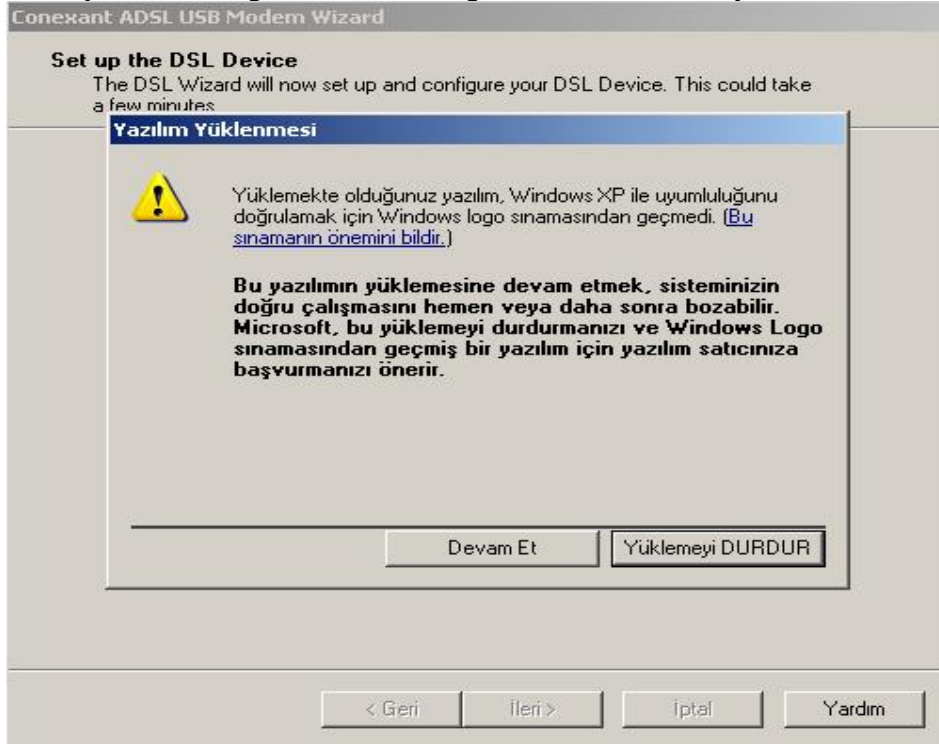 Conexant ADSL USB Modem Wizard
Set up the DSL Device
The DSL Wizard will now set up and configure your DSL Device. This could take
a few minutes
Yazılım Yüklenmesi
Yüklemekte olduğunuz yazılım, Windows XP ile uyumluluğunu
doğrulamak için Windows logo sınamasından geçmedi. (Bu
sınamanın önemini bildir.)
Bu yazılımın yüklemesine devam etmek, sisteminizin
doğru çalışmasını hemen veya daha sonra bozabilir.
Microsoft, bu yüklemeyi durdurmanızı ve Windows Logo
sınamasından geçmiş bir yazılım için yazılım satıcınıza
başvurmanızı önerir.
Devam Et
Yüklemeyi DURDUR
< Geri
İleri >
İptal
Yardım